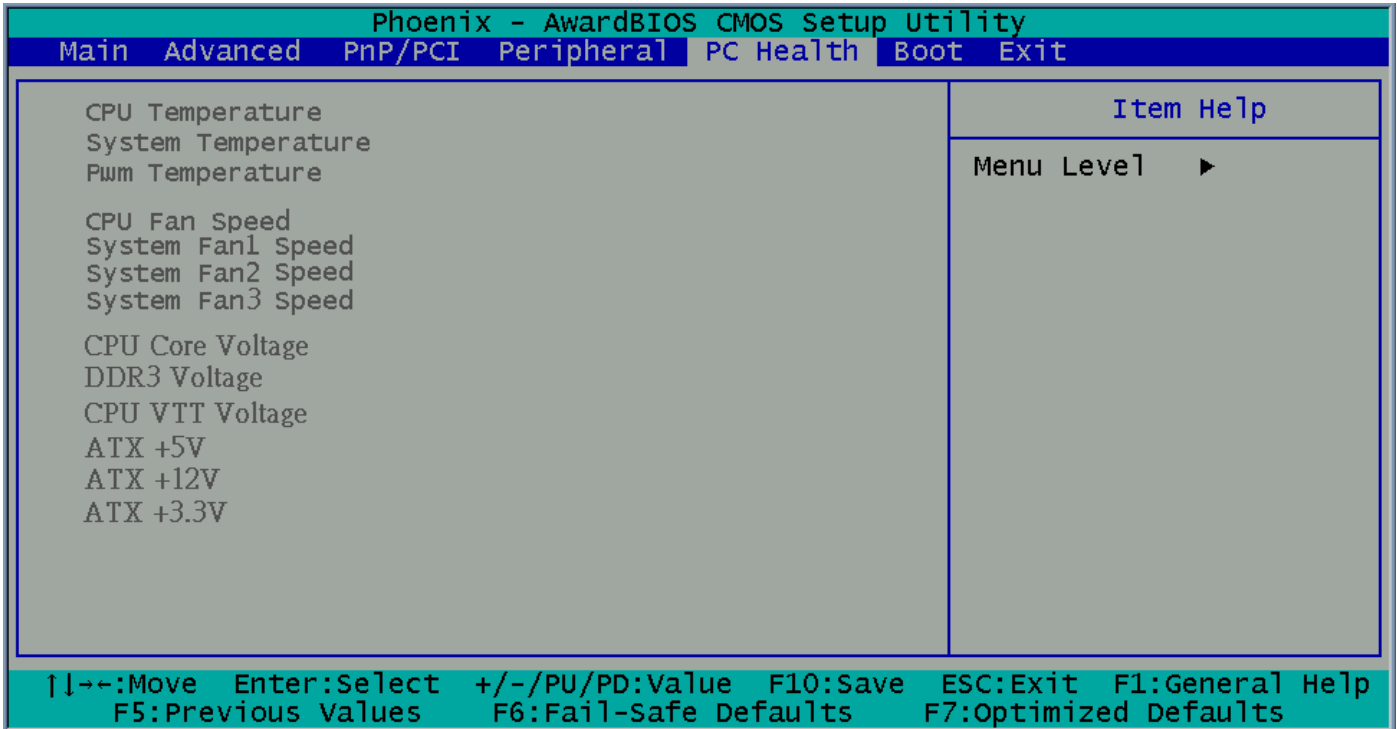 Phoenix - AwardBIOS CMOS Setup Utility
Main Advanced PnP/PCI Peripheral PC Health Boot Exit
CPU Temperature
System Temperature
Pwm Temperature
CPU Fan Speed
System Fan1 Speed
System Fan2 Speed
System Fan3 Speed
CPU Core Voltage
DDR3 Voltage
CPU VTT Voltage
ATX +5V
ATX +12V
ATX +3.3V
Item Help
Menu Level ▶
↑↓→←:Move Enter:Select +/-/PU/PD:Value F10:Save ESC:Exit F1:General Help
F5:Previous Values F6:Fail-Safe Defaults F7:Optimized Defaults